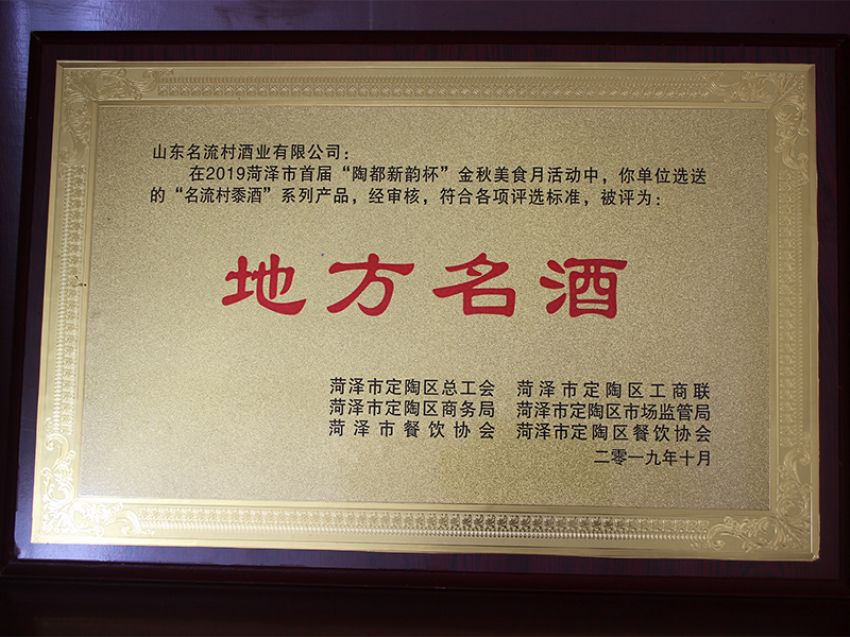 山东名流村酒业有限公司：
在2019菏泽市首届“陶都新韵杯”金秋美食月活动中，你单位选送
的“名流村黍酒”系列产品，经审核，符合各项评选标准，被评为：
地方名酒
菏泽市定陶区总工会 菏泽市定陶区工商联
菏泽市定陶区商务局 菏泽市定陶区市场监管局
菏泽市餐饮协会 菏泽市定陶区餐饮协会
二零一九年十月